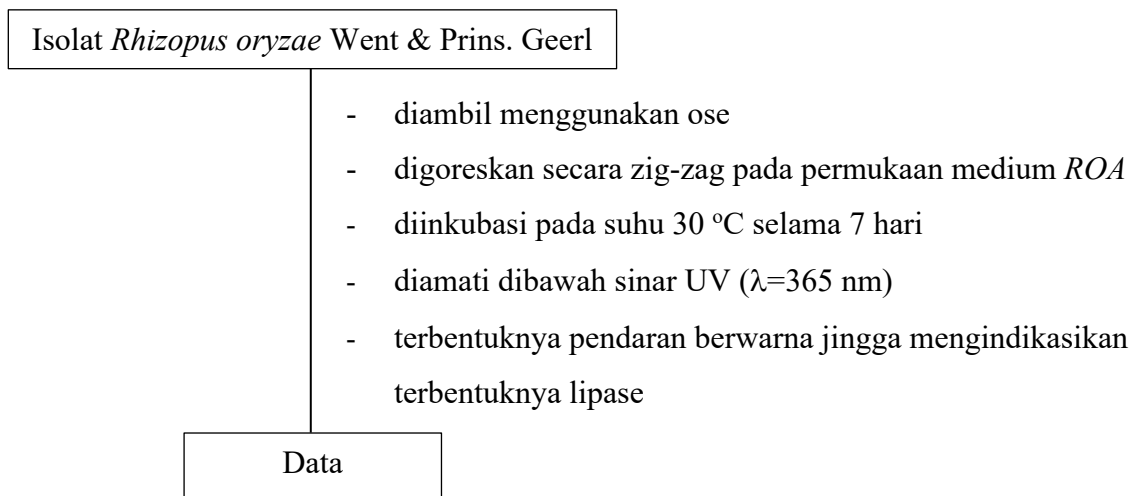 Isolat Rhizopus oryzae Went & Prins. Geerl
- diambil menggunakan ose
- digoreskan secara zig-zag pada permukaan medium ROA
- diinkubasi pada suhu 30 °C selama 7 hari
- diamati dibawah sinar UV (λ=365 nm)
- terbentuknya pendaran berwarna jingga mengindikasikan
terbentuknya lipase
Data